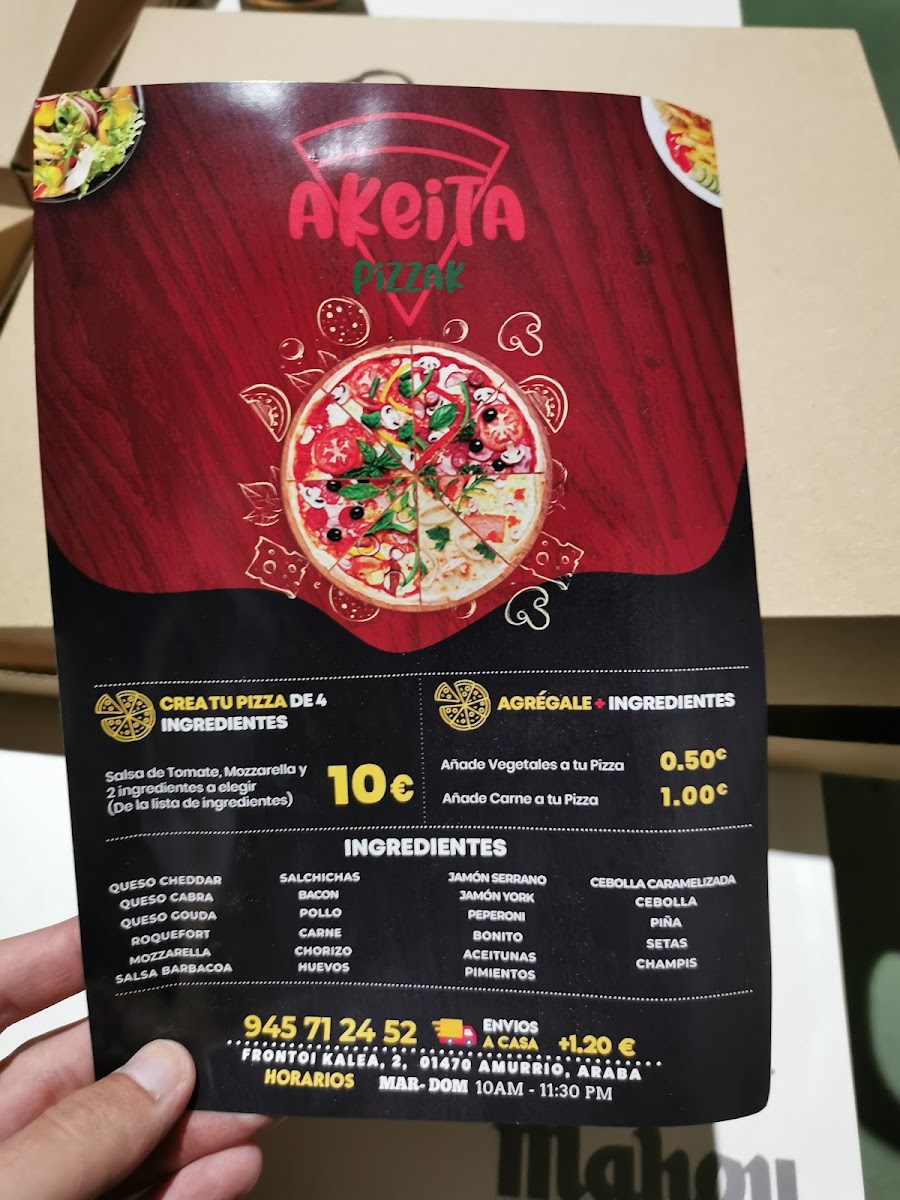 AKeiTA
PizzaK
CREA TU PIZZA DE 4
INGREDIENTES
Salsa de Tomate, Mozzarella y
2 ingredientes a elegir
(De la lista de ingredientes)
10€
AGRÉGALE + INGREDIENTES
Añade Vegetales a tu Pizza 0.50€
Añade Carne a tu Pizza 1.00€
INGREDIENTES
QUESO CHEDDAR
QUESO CABRA
QUESO GOUDA
ROQUEFORT
MOZZARELLA
SALSA BARBACOA
SALCHICHAS
BACON
POLLO
CARNE
CHORIZO
HUEVOS
JAMÓN SERRANO
JAMÓN YORK
PEPERONI
BONITO
ACEITUNAS
PIMIENTOS
CEBOLLA CARAMELIZADA
CEBOLLA
PIÑA
SETAS
CHAMPIS
945 71 24 52
ENVIOS
A CASA
+1.20 €
FRONTOI KALEA, 2, 01470 AMURRIO, ARABA
HORARIOS MAR- DOM 10AM - 11:30 PM
Mahou